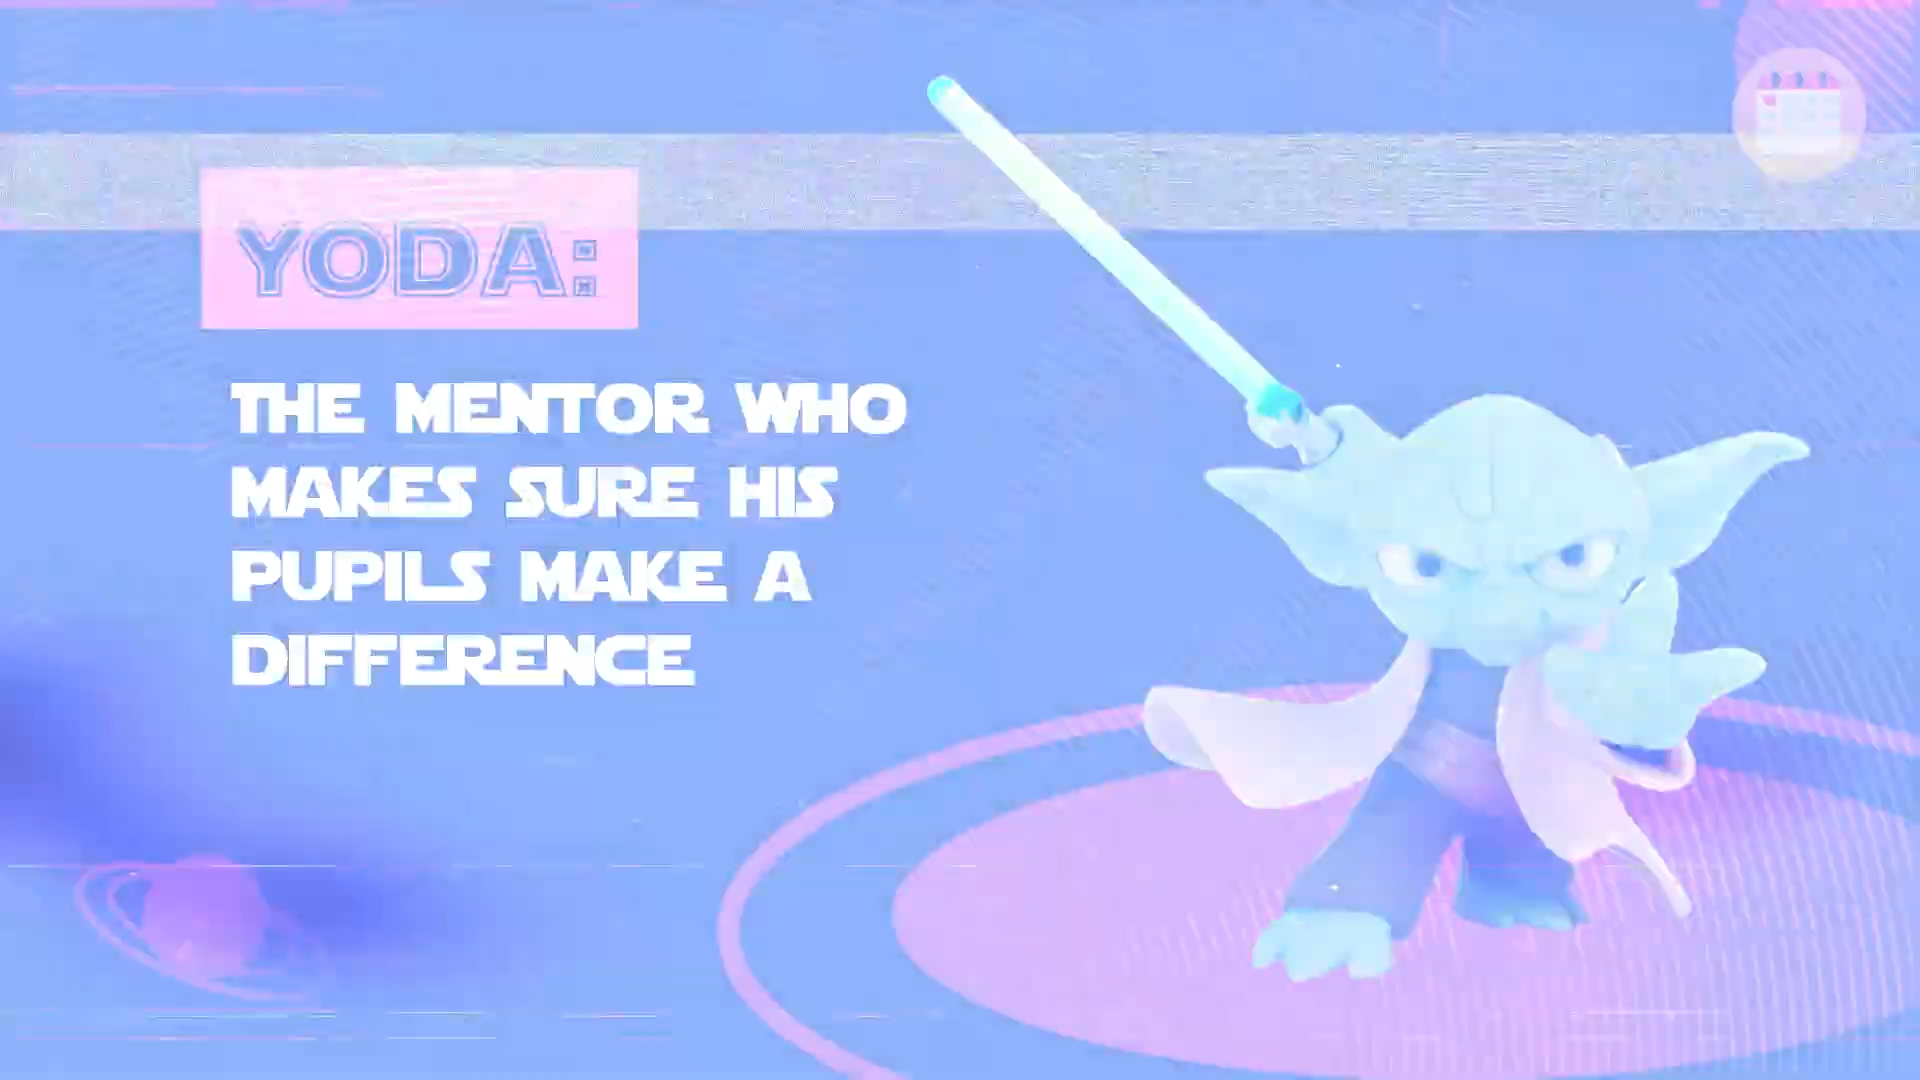 YODA:
THE MENTOR WHO
MAKES SURE HIS
PUPILS MAKE A
DIFFERENCE